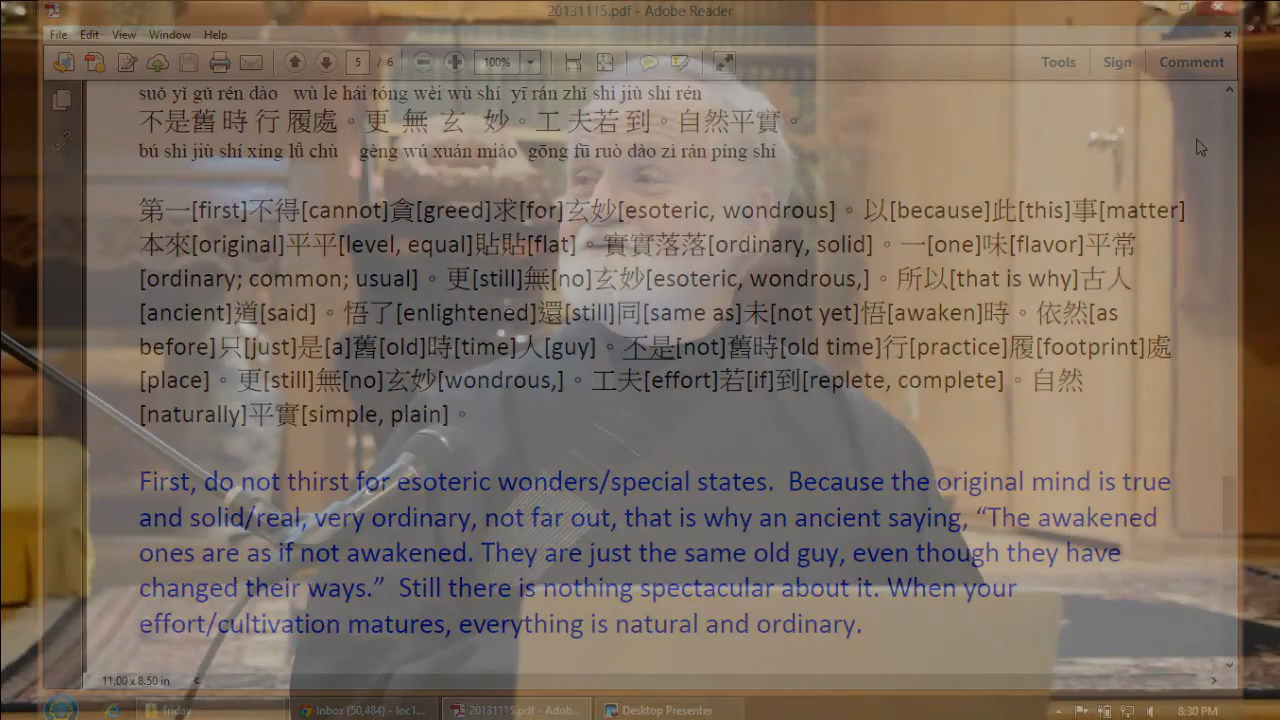 20131115.pdf - Adobe Reader
File Edit View Window Help
5 / 6 100% Tools Sign Comment
suǒ yǐ gǔ rén dào wù le hái tóng wèi wù shí yī rán zhǐ shì jiù shí rén
不是舊時行履處。更無玄妙。工夫若到。自然平實。
bú shì jiù shí xíng lǚ chù gèng wú xuán miào gōng fū ruò dào zì rán píng shí
第一[first]不得[cannot]貪[greed]求[for]玄妙[esoteric, wondrous]。以[because]此[this]事[matter]
本來[original]平平[level, equal]貼貼[flat]。實實落落[ordinary, solid]。一[one]味[flavor]平常
[ordinary; common; usual]。更[still]無[no]玄妙[esoteric, wondrous,]。所以[that is why]古人
[ancient]道[said]。悟了[enlightened]還[still]同[same as]未[not yet]悟[awaken]時。依然[as
before]只[just]是[a]舊[old]時[time]人[guy]。不是[not]舊時[old time]行[practice]履[footprint]處
[place]。更[still]無[no]玄妙[wondrous,]。工夫[effort]若[if]到[replete, complete]。自然
[naturally]平實[simple, plain]。
First, do not thirst for esoteric wonders/special states. Because the original mind is true
and solid/real, very ordinary, not far out, that is why an ancient saying, “The awakened
ones are as if not awakened. They are just the same old guy, even though they have
changed their ways.” Still there is nothing spectacular about it. When your
effort/cultivation matures, everything is natural and ordinary.
11.00 x 8.50 in
friday Inbox (50,484) - loc1... 20131115.pdf - Adob... Desktop Presenter 8:30 PM